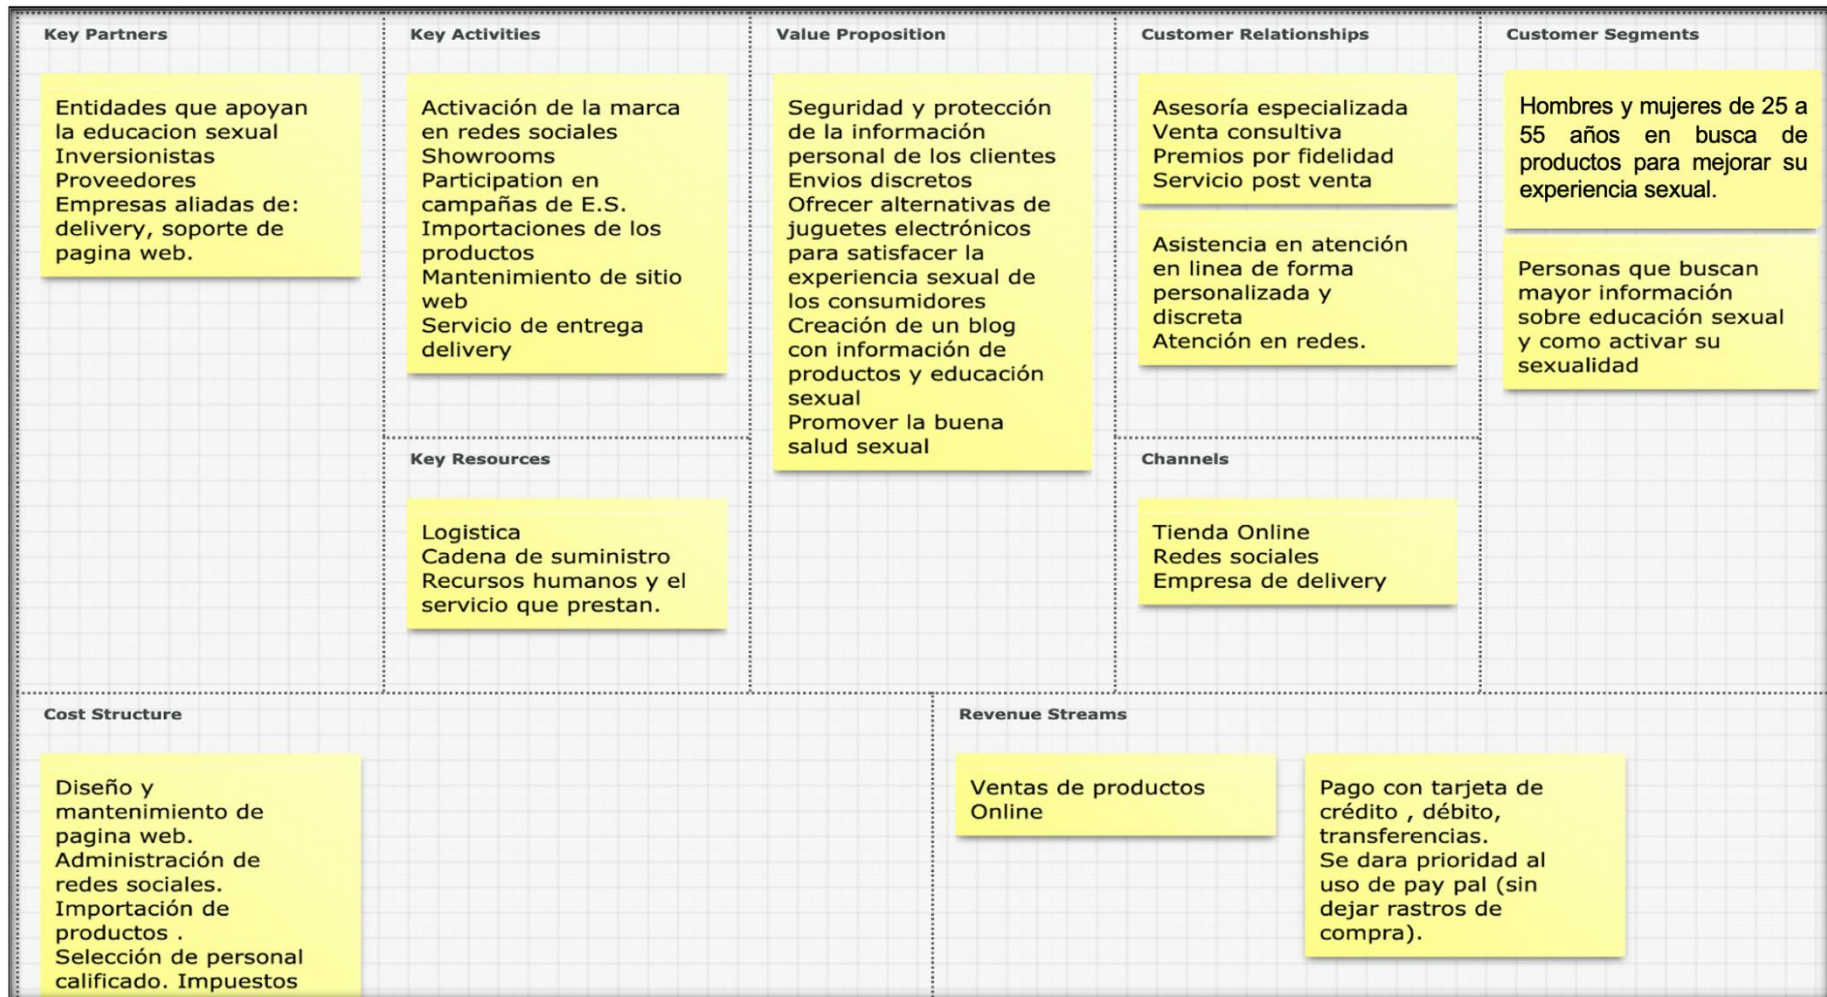 Key Partners
Entidades que apoyan
la educacion sexual
Inversionistas
Proveedores
Empresas aliadas de:
delivery, soporte de
pagina web.
Key Activities
Activación de la marca
en redes sociales
Showrooms
Participation en
campañas de E.S.
Importaciones de los
productos
Mantenimiento de sitio
web
Servicio de entrega
delivery
Key Resources
Logistica
Cadena de suministro
Recursos humanos y el
servicio que prestan.
Value Proposition
Seguridad y protección
de la información
personal de los clientes
Envios discretos
Ofrecer alternativas de
juguetes electrónicos
para satisfacer la
experiencia sexual de
los consumidores
Creación de un blog
con información de
productos y educación
sexual
Promover la buena
salud sexual
Customer Relationships
Asesoría especializada
Venta consultiva
Premios por fidelidad
Servicio post venta
Asistencia en atención
en linea de forma
personalizada y
discreta
Atención en redes.
Channels
Tienda Online
Redes sociales
Empresa de delivery
Customer Segments
Hombres y mujeres de 25 a
55 años en busca de
productos para mejorar su
experiencia sexual.
Personas que buscan
mayor información
sobre educación sexual
y como activar su
sexualidad
Cost Structure
Diseño y
mantenimiento de
pagina web.
Administración de
redes sociales.
Importación de
productos .
Selección de personal
calificado. Impuestos
Revenue Streams
Ventas de productos
Online
Pago con tarjeta de
crédito , débito,
transferencias.
Se dara prioridad al
uso de pay pal (sin
dejar rastros de
compra).